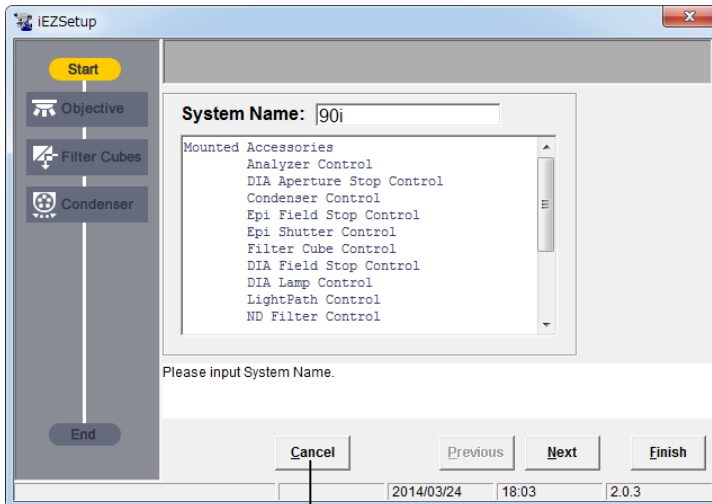 iEZSetup
Start
Objective
Filter Cubes
Condenser
End
System Name: 90i
Mounted Accessories
Analyzer Control
DIA Aperture Stop Control
Condenser Control
Epi Field Stop Control
Epi Shutter Control
Filter Cube Control
DIA Field Stop Control
DIA Lamp Control
LightPath Control
ND Filter Control
Please input System Name.
Cancel Previous Next Finish
2014/03/24 18:03 2.0.3